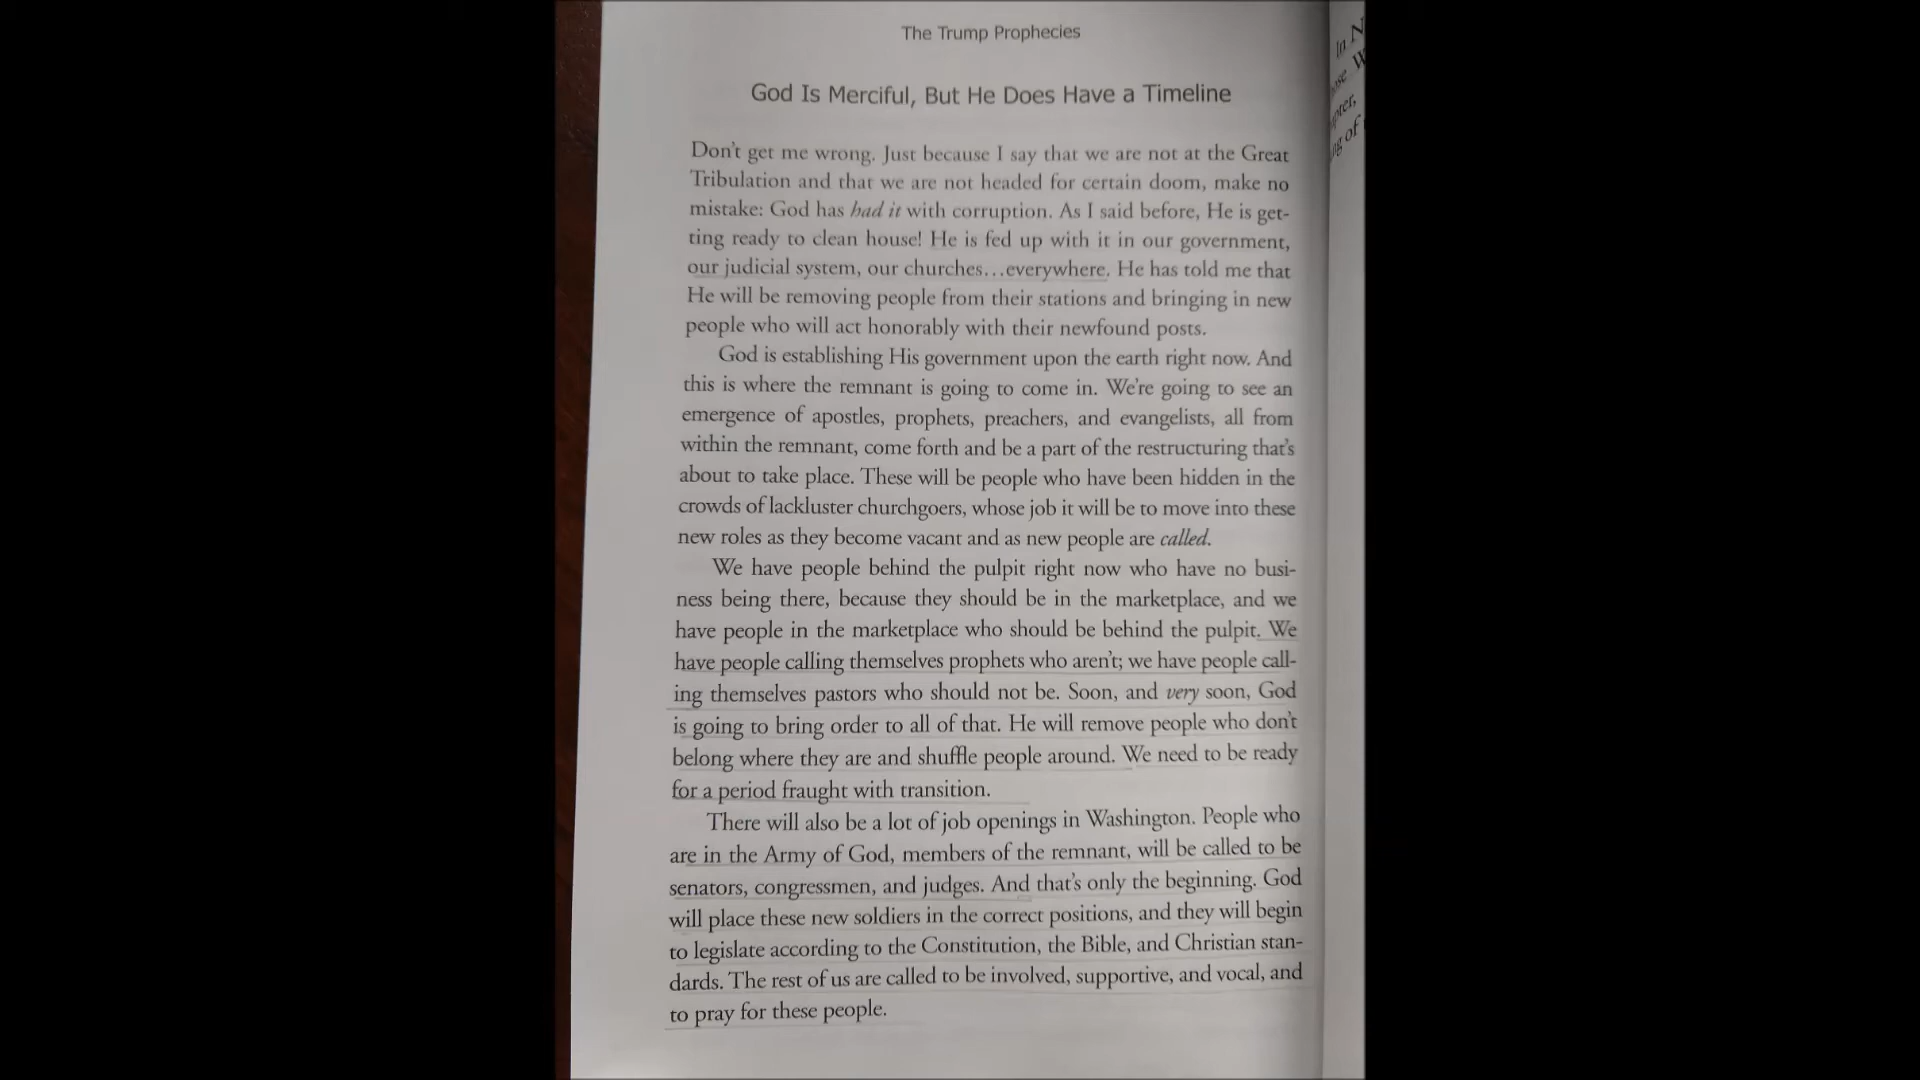 The Trump Prophecies
God Is Merciful, But He Does Have a Timeline
Don't get me wrong. Just because I say that we are not at the Great
Tribulation and that we are not headed for certain doom, make no
mistake: God has had it with corruption. As I said before, He is get-
ting ready to clean house! He is fed up with it in our government,
our judicial system, our churches…everywhere. He has told me that
He will be removing people from their stations and bringing in new
people who will act honorably with their newfound posts.
God is establishing His government upon the earth right now. And
this is where the remnant is going to come in. We're going to see an
emergence of apostles, prophets, preachers, and evangelists, all from
within the remnant, come forth and be a part of the restructuring that's
about to take place. These will be people who have been hidden in the
crowds of lackluster churchgoers, whose job it will be to move into these
new roles as they become vacant and as new people are called.
We have people behind the pulpit right now who have no busi-
ness being there, because they should be in the marketplace, and we
have people in the marketplace who should be behind the pulpit. We
have people calling themselves prophets who aren't; we have people call-
ing themselves pastors who should not be. Soon, and very soon, God
is going to bring order to all of that. He will remove people who don't
belong where they are and shuffle people around. We need to be ready
for a period fraught with transition.
There will also be a lot of job openings in Washington. People who
are in the Army of God, members of the remnant, will be called to be
senators, congressmen, and judges. And that's only the beginning. God
will place these new soldiers in the correct positions, and they will begin
to legislate according to the Constitution, the Bible, and Christian stan-
dards. The rest of us are called to be involved, supportive, and vocal, and
to pray for these people.
In
of